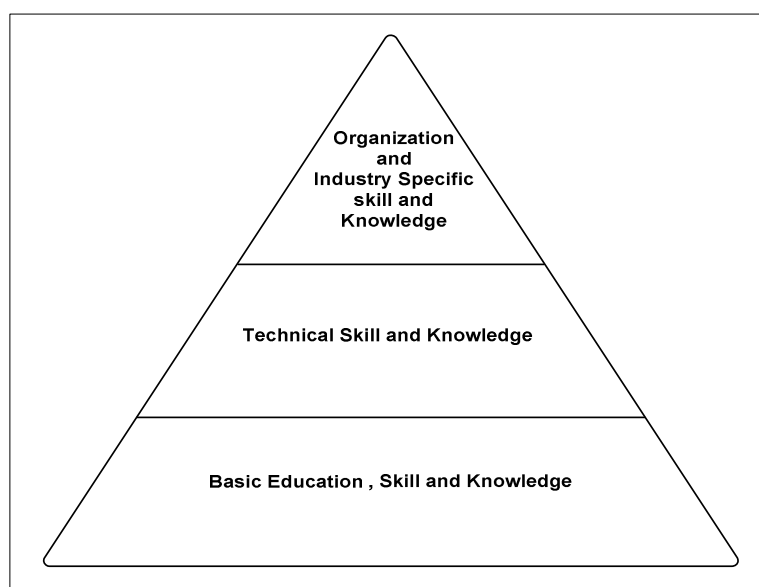 Organization
and
Industry Specific
skill and
Knowledge
Technical Skill and Knowledge
Basic Education , Skill and Knowledge